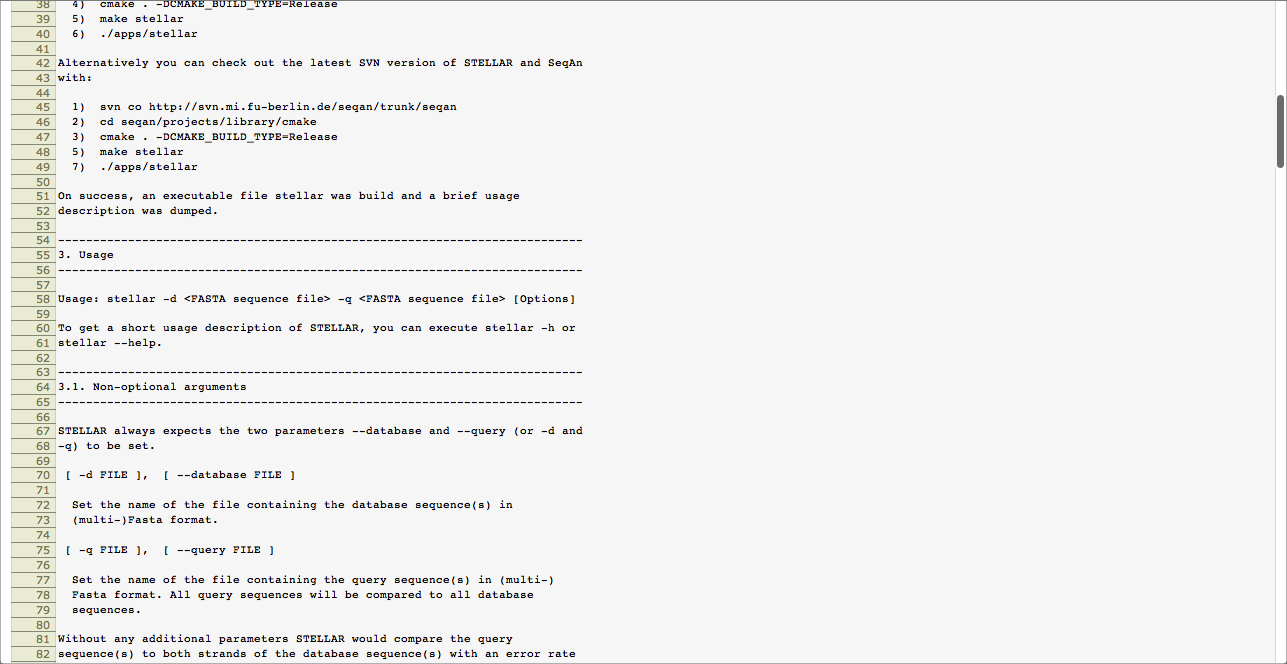 38 4) cmake . -DCMAKE_BUILD_TYPE=Release
39 5) make stellar
40 6) ./apps/stellar
41
42 Alternatively you can check out the latest SVN version of STELLAR and SeqAn
43 with:
44
45 1) svn co http://svn.mi.fu-berlin.de/seqan/trunk/seqan
46 2) cd seqan/projects/library/cmake
47 3) cmake . -DCMAKE_BUILD_TYPE=Release
48 5) make stellar
49 7) ./apps/stellar
50
51 On success, an executable file stellar was build and a brief usage
52 description was dumped.
53
54 ---------------------------------------------------------------------------
55 3. Usage
56 ---------------------------------------------------------------------------
57
58 Usage: stellar -d <FASTA sequence file> -q <FASTA sequence file> [Options]
59
60 To get a short usage description of STELLAR, you can execute stellar -h or
61 stellar --help.
62
63 ---------------------------------------------------------------------------
64 3.1. Non-optional arguments
65 ---------------------------------------------------------------------------
66
67 STELLAR always expects the two parameters --database and --query (or -d and
68 -q) to be set.
69
70 [ -d FILE ], [ --database FILE ]
71
72 Set the name of the file containing the database sequence(s) in
73 (multi-)Fasta format.
74
75 [ -q FILE ], [ --query FILE ]
76
77 Set the name of the file containing the query sequence(s) in (multi-)
78 Fasta format. All query sequences will be compared to all database
79 sequences.
80
81 Without any additional parameters STELLAR would compare the query
82 sequence(s) to both strands of the database sequence(s) with an error rate